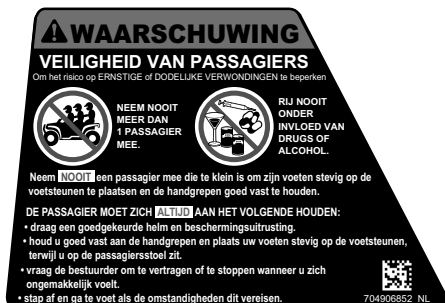 WAARSCHUWING
VEILIGHEID VAN PASSAGIERS
Om het risico op ERNSTIGE of DODELIJKE VERWONDINGEN te beperken
NEEM NOOIT
MEER DAN
1 PASSAGIER
MEE.
RIJ NOOIT
ONDER
INVLOED VAN
DRUGS OF
ALCOHOL.
Neem NOOIT een passagier mee die te klein is om zijn voeten stevig op de
voetsteunen te plaatsen en de handgrepen goed vast te houden.
DE PASSAGIER MOET ZICH ALTIJD AAN HET VOLGENDE HOUDEN:
• draag een goedgekeurde helm en beschermingsuitrusting.
• houd u goed vast aan de handgrepen en plaats uw voeten stevig op de voetsteunen,
terwijl u op de passagiersstoel zit.
• vraag de bestuurder om te vertragen of te stoppen wanneer u zich
ongemakkelijk voelt.
• stap af en ga te voet als de omstandigheden dit vereisen.
704906852 NL